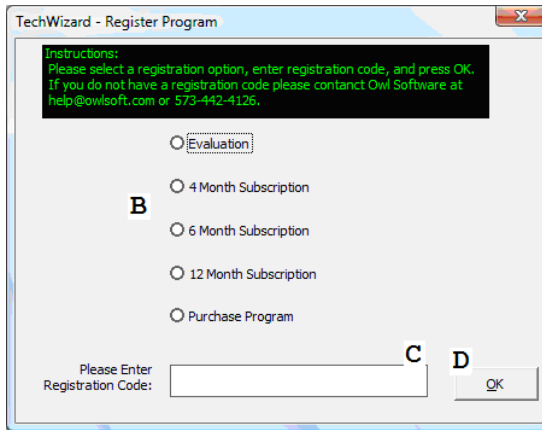 TechWizard - Register Program
Instructions:
Please select a registration option, enter registration code, and press OK.
If you do not have a registration code please contanct Owl Software at
help@owlsoft.com or 573-442-4126.
Evaluation
B
4 Month Subscription
6 Month Subscription
12 Month Subscription
Purchase Program
C
D
Please Enter
Registration Code:
OK